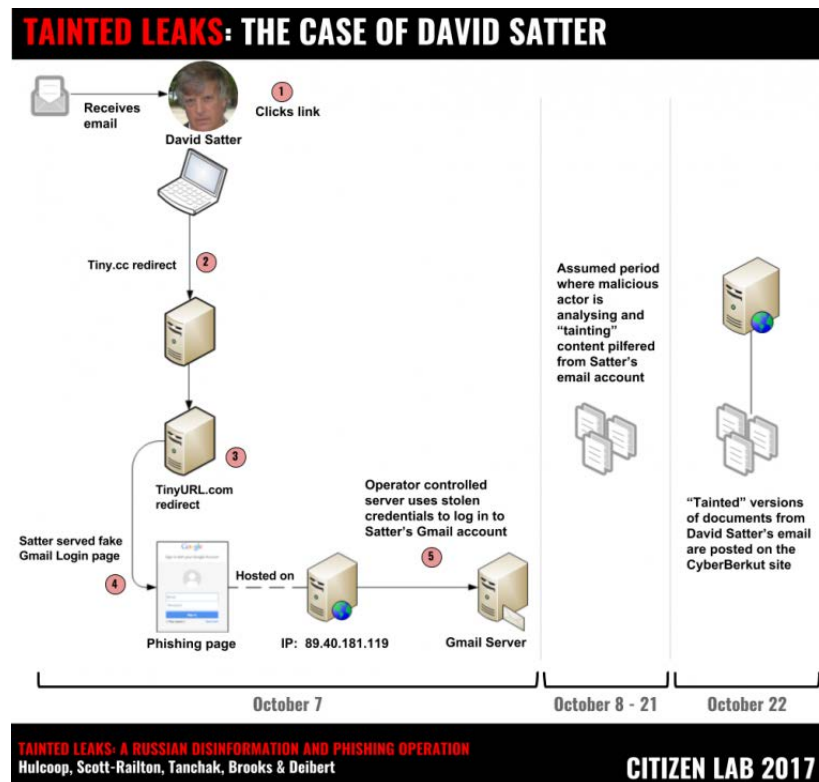 TAINTED LEAKS: THE CASE OF DAVID SATTER
Receives
email
David Satter
1
Clicks link
Tiny.cc redirect
2
3
TinyURL.com
redirect
Satter served fake
Gmail Login page
4
Google
Phishing page
Hosted on
IP: 89.40.181.119
Operator controlled
server uses stolen
credentials to log in to
Satter's Gmail account
5
Gmail Server
Assumed period
where malicious
actor is
analysing and
“tainting”
content pilfered
from Satter's
email account
“Tainted” versions
of documents from
David Satter's email
are posted on the
CyberBerkut site
October 7
October 8 - 21
October 22
TAINTED LEAKS: A RUSSIAN DISINFORMATION AND PHISHING OPERATION
Hulcoop, Scott-Railton, Tanchak, Brooks & Deibert
CITIZEN LAB 2017